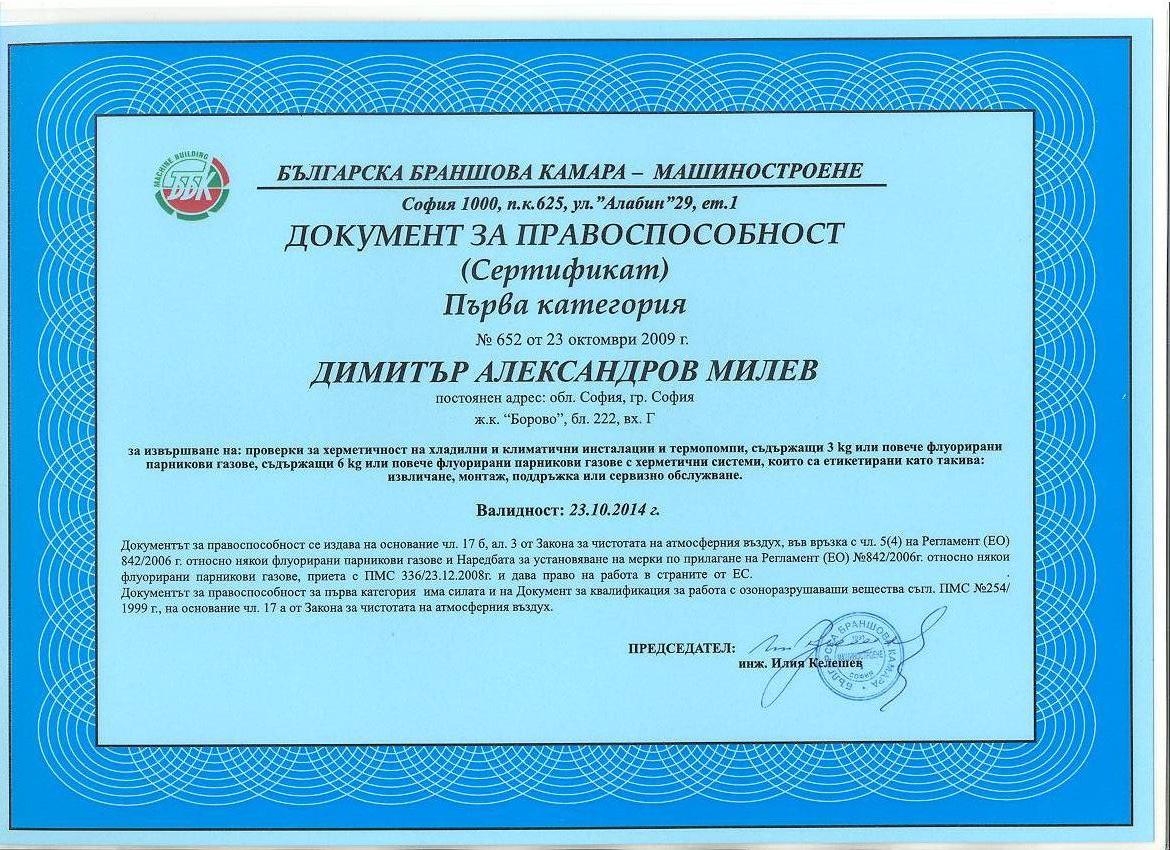 MACHINE BUILDING
ББК
БЪЛГАРСКА БРАНШОВА КАМАРА – МАШИНОСТРОЕНЕ
София 1000, п.к.625, ул.”Алабин”29, ет.1
ДОКУМЕНТ ЗА ПРАВОСПОСОБНОСТ
(Сертификат)
Първа категория
№ 652 от 23 октомври 2009 г.
ДИМИТЪР АЛЕКСАНДРОВ МИЛЕВ
постоянен адрес: обл. София, гр. София
ж.к. “Борово”, бл. 222, вх. Г
за извършване на: проверки за херметичност на хладилни и климатични инсталации и термопомпи, съдържащи 3 kg или повече флуорирани
парникови газове, съдържащи 6 kg или повече флуорирани парникови газове с херметични системи, които са етикетирани като такива:
извличане, монтаж, поддръжка или сервизно обслужване.
Валидност: 23.10.2014 г.
Документът за правоспособност се издава на основание чл. 17 б, ал. 3 от Закона за чистотата на атмосферния въздух, във връзка с чл. 5(4) на Регламент (ЕО)
842/2006 г. относно някои флуорирани парникови газове и Наредбата за установяване на мерки по прилагане на Регламент (ЕО) №842/2006г. относно някои
флуорирани парникови газове, приета с ПМС 336/23.12.2008г. и дава право на работа в страните от ЕС.
Документът за правоспособност за първа категория има силата и на Документ за квалификация за работа с озоноразрушаващи вещества съгл. ПМС №254/
1999 г., на основание чл. 17 а от Закона за чистотата на атмосферния въздух.
ПРЕДСЕДАТЕЛ:
инж. Илия Келешев
БЪЛГАРСКА БРАНШОВА КАМАРА
МАШИНОСТРОЕНЕ
СОФИЯ